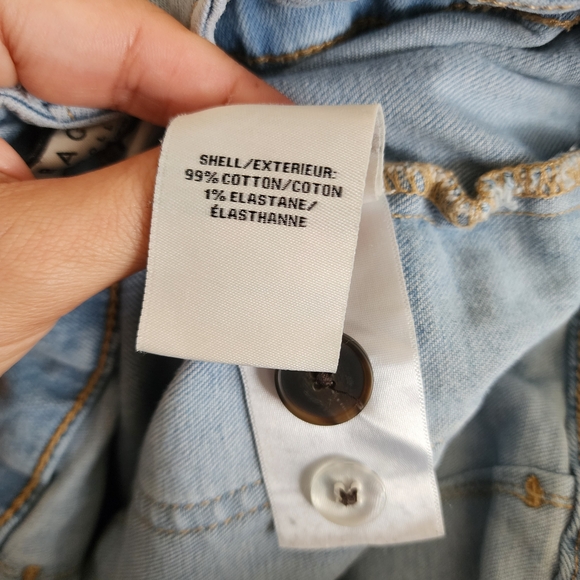 SHELL/EXTERIEUR:
99% COTTON/COTON
1% ELASTANE/
ÉLASTHANNE